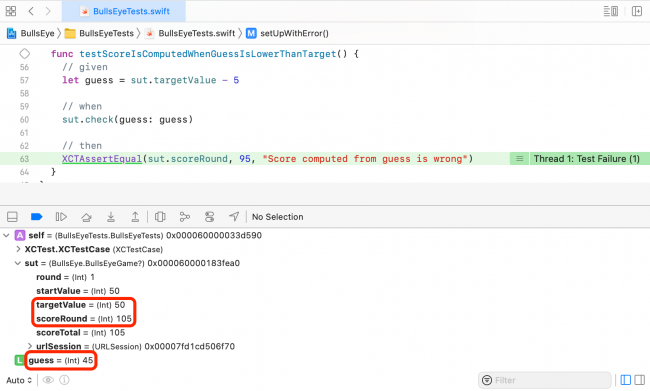 BullsEyeTests.swift
BullsEye
BullsEyeTests
BullsEyeTests.swift
M
setUpWithError()
func testScoreIsComputedWhenGuessIsLowerThanTarget() {
56 // given
57 let guess = sut.targetValue - 5
58
59 // when
60 sut.check(guess: guess)
61
62 // then
63 XCTAssertEqual(sut.scoreRound, 95, "Score computed from guess is wrong") Thread 1: Test Failure (1)
64 }
No Selection
A self = (BullsEyeTests.BullsEyeTests) 0x000060000033d590
XCTest.XCTestCase (XCTestCase)
sut = (BullsEye.BullsEyeGame?) 0x000060000183fea0
round = (Int) 1
startValue = (Int) 50
targetValue = (Int) 50
scoreRound = (Int) 105
scoreTotal = (Int) 105
urlSession = (URLSession) 0x00007fd1cd506f70
L guess = (Int) 45
Auto
Filter